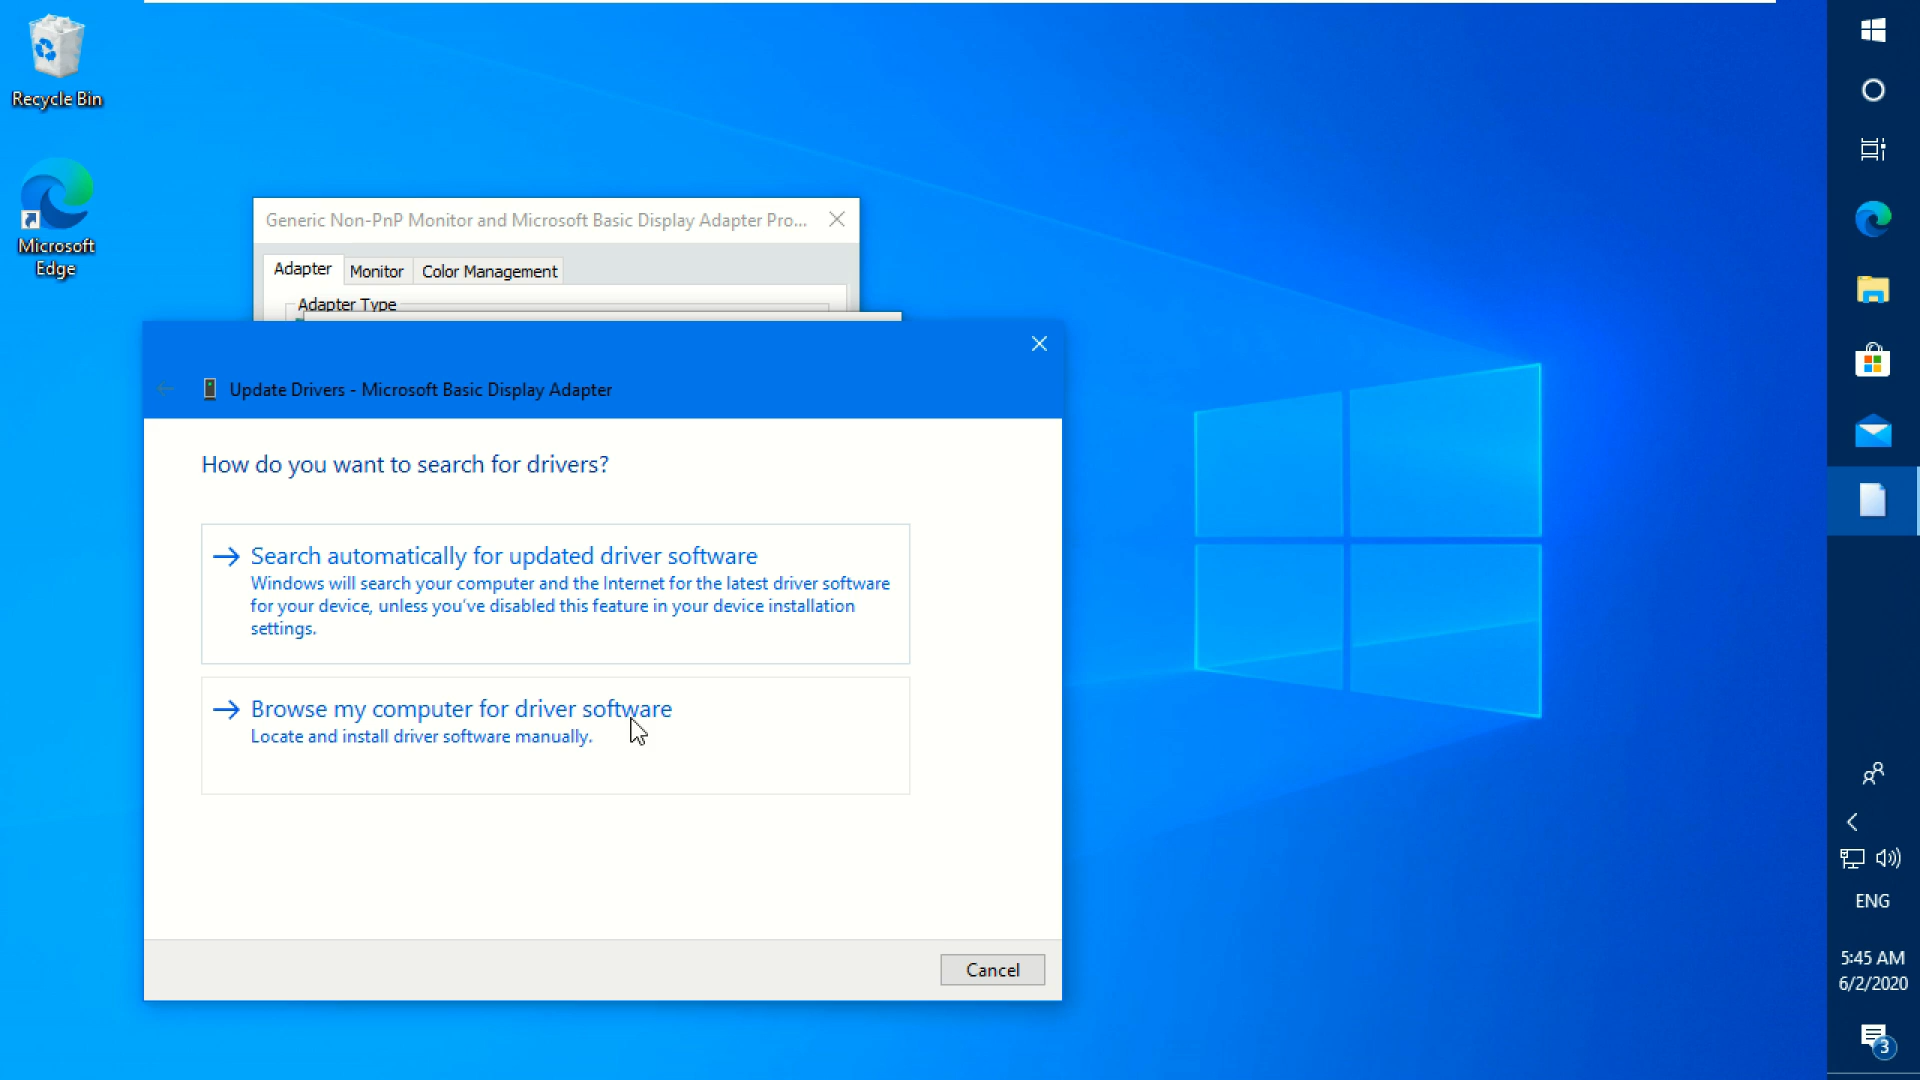 Recycle Bin
Microsoft
Edge
Generic Non-PnP Monitor and Microsoft Basic Display Adapter Pro...
Adapter
Monitor
Color Management
Adapter Type
Update Drivers - Microsoft Basic Display Adapter
How do you want to search for drivers?
Search automatically for updated driver software
Windows will search your computer and the Internet for the latest driver software
for your device, unless you've disabled this feature in your device installation
settings.
Browse my computer for driver software
Locate and install driver software manually.
Cancel
ENG
5:45 AM
6/2/2020
3